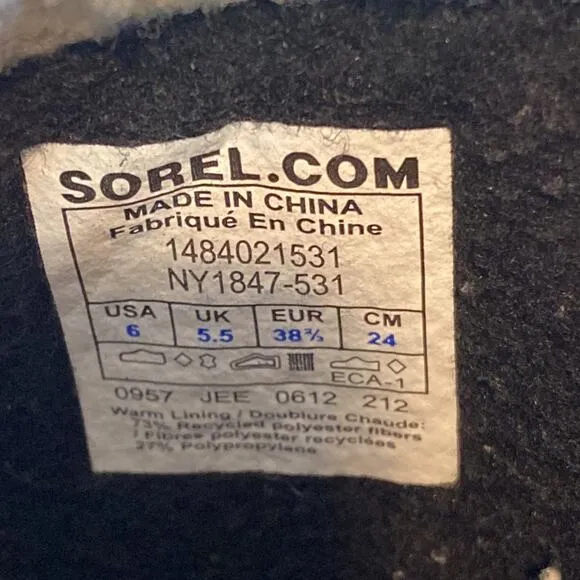 SOREL.COM
MADE IN CHINA
Fabriqué En Chine
1484021531
NY1847-531
USA UK EUR CM
6 5.5 38⅔ 24
ECA-1
0957 JEE 0612 212
Warm Lining / Doublure Chaude:
73% Recycled polyester fibers
/ Fibres polyester recyclées
27% Polypropylene